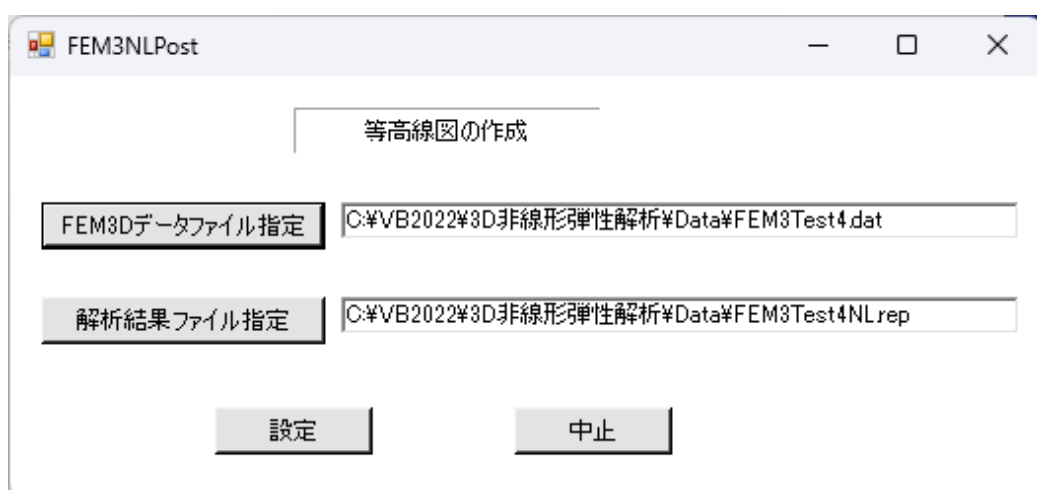 FEM3NLPost
等高線図の作成
FEM3Dデータファイル指定 C:¥VB2022¥3D非線形弾性解析¥Data¥FEM3Test4.dat
解析結果ファイル指定 C:¥VB2022¥3D非線形弾性解析¥Data¥FEM3Test4NL.rep
設定 中止